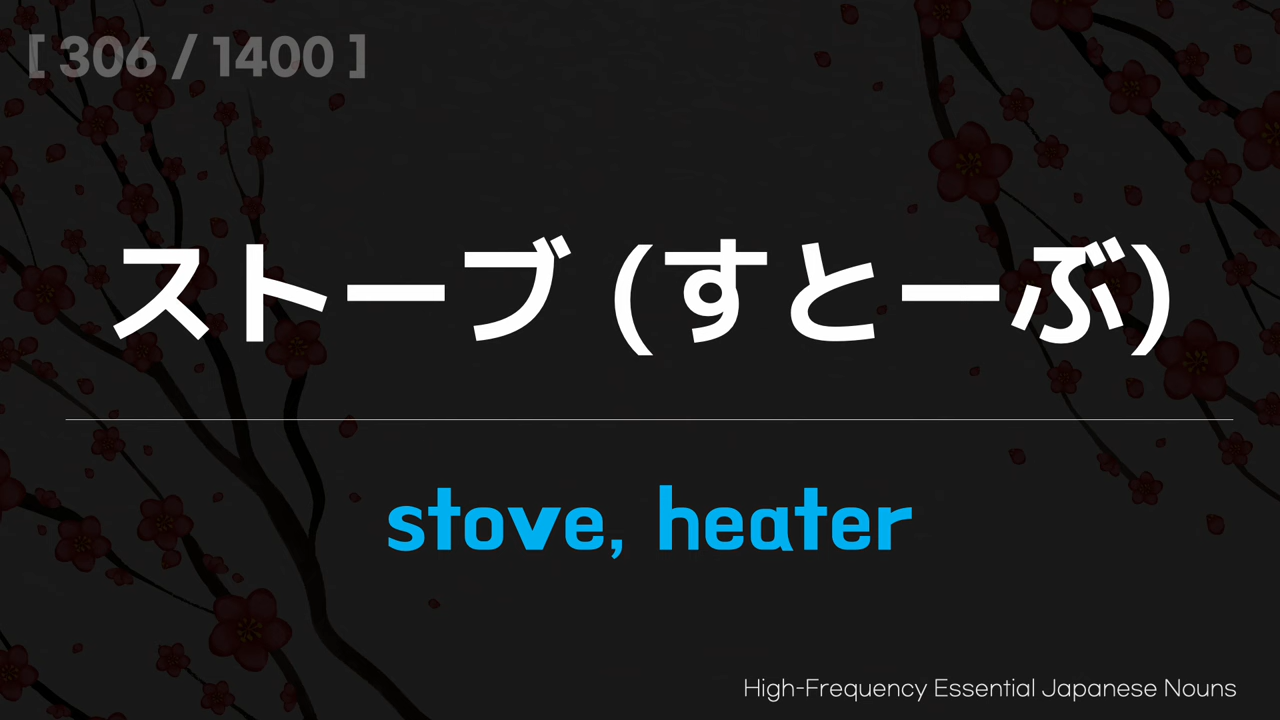 [ 306 / 1400 ]
ストーブ (すとーぶ)
stove, heater
High-Frequency Essential Japanese Nouns